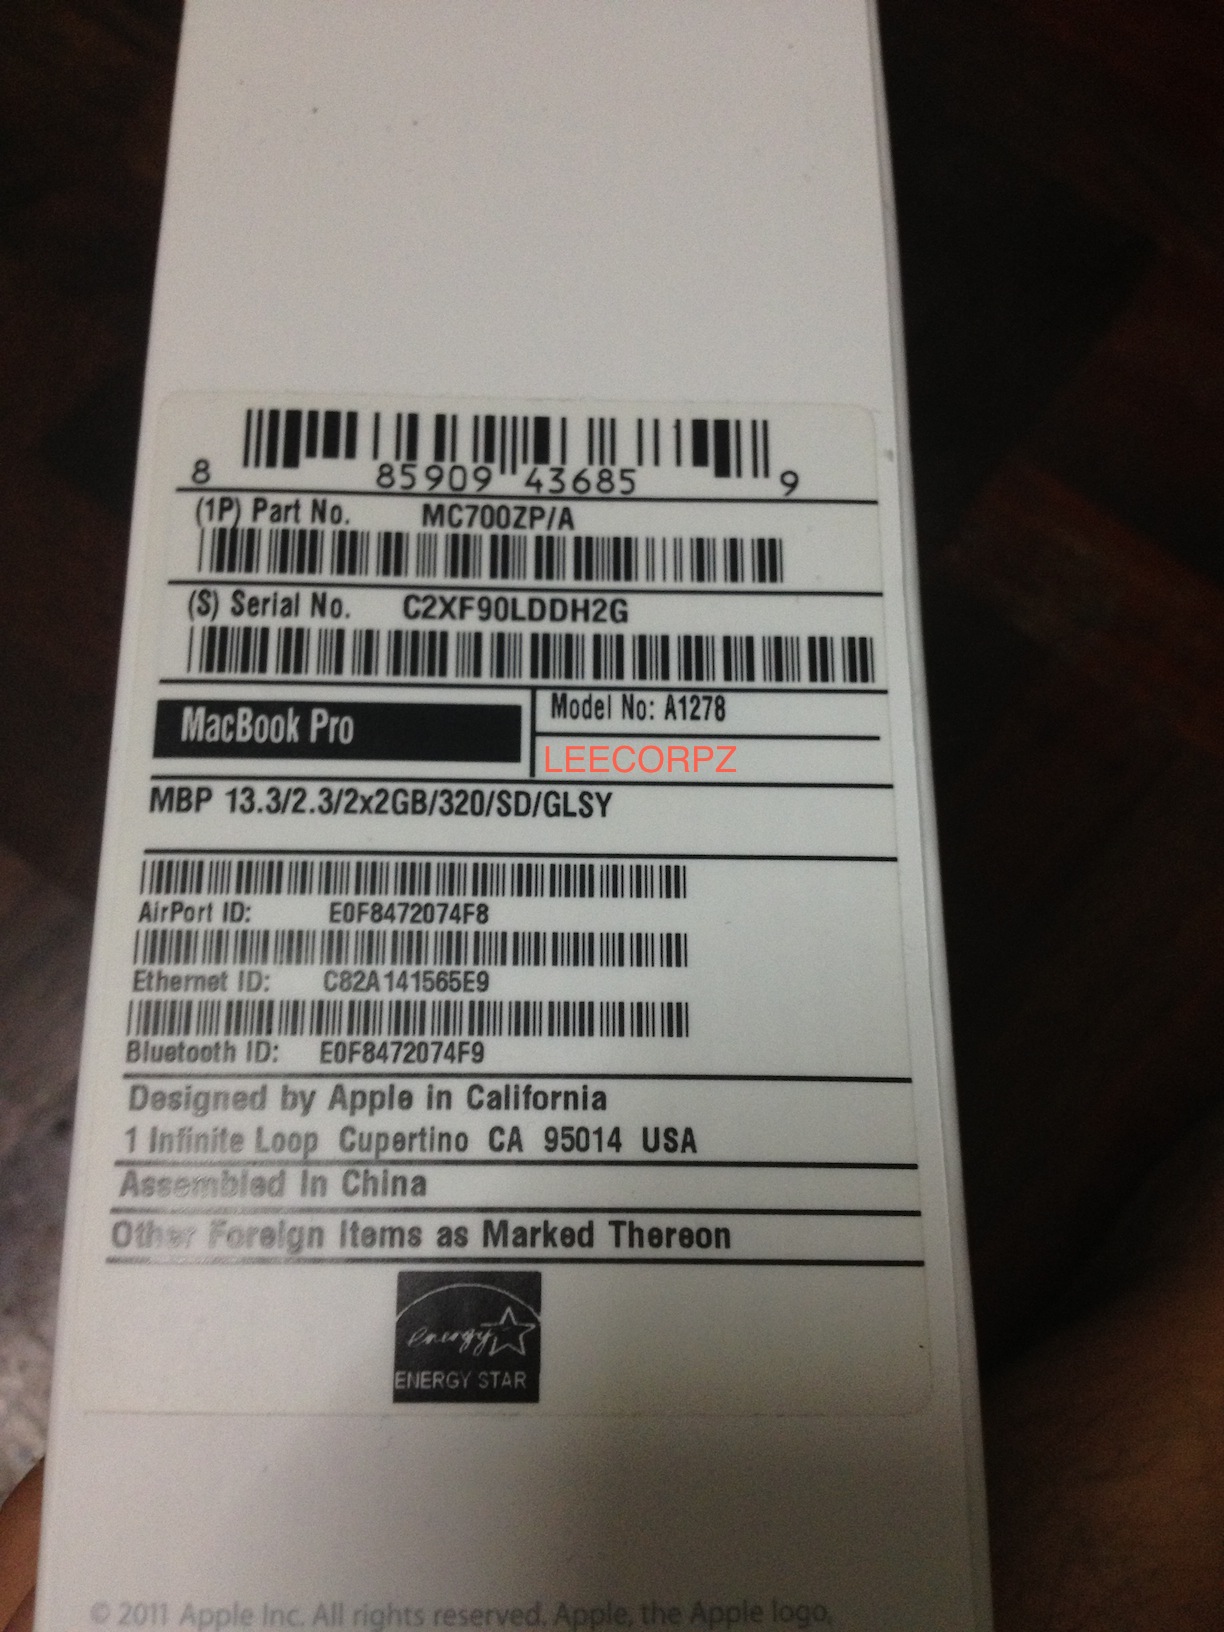 8 85909 43685 9
(1P) Part No. MC700ZP/A
(S) Serial No. C2XF90LDDH2G
MacBook Pro
Model No: A1278
LEECORPZ
MBP 13.3/2.3/2x2GB/320/SD/GLSY
AirPort ID: E0F8472074F8
Ethernet ID: C82A141565E9
Bluetooth ID: E0F8472074F9
Designed by Apple in California
1 Infinite Loop Cupertino CA 95014 USA
Assembled In China
Other Foreign Items as Marked Thereon
energy
ENERGY STAR
© 2011 Apple Inc. All rights reserved. Apple, the Apple logo,